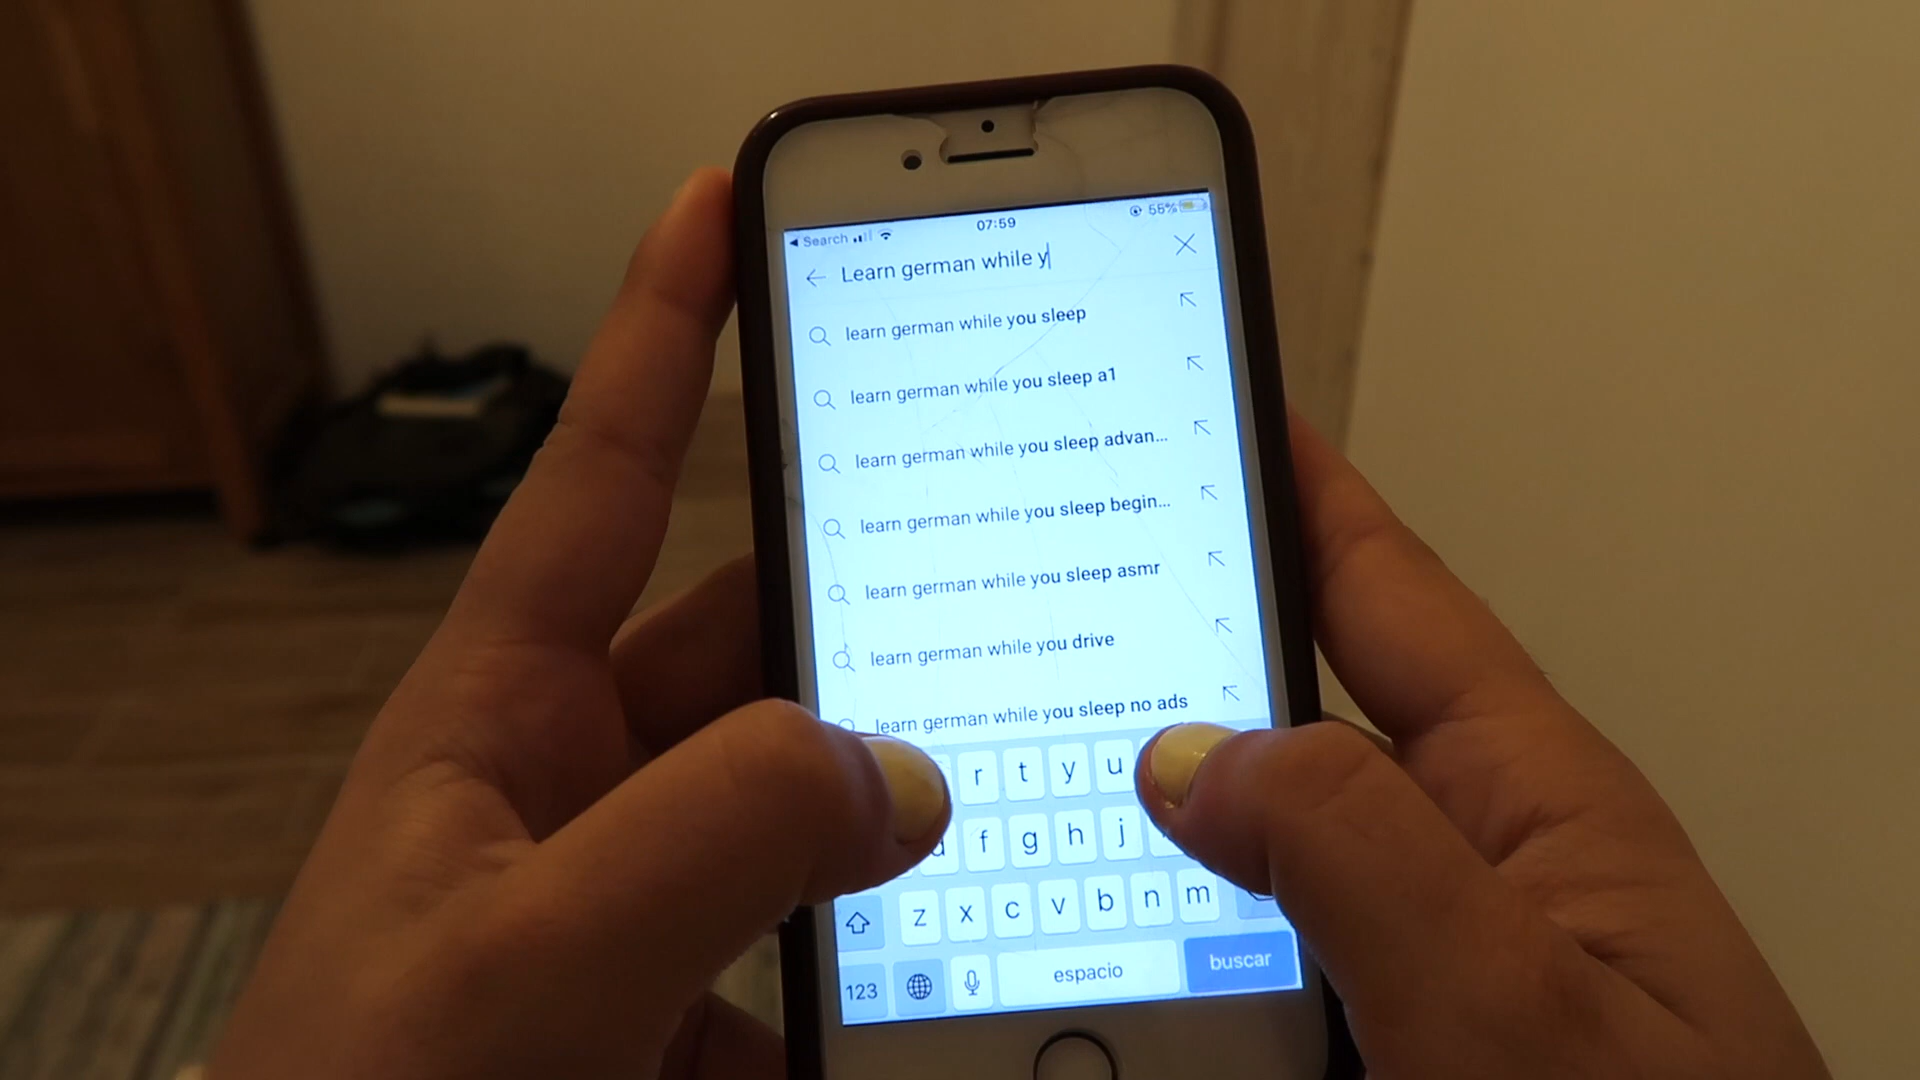 Search 07:59 55%
Learn german while y
learn german while you sleep
learn german while you sleep a1
learn german while you sleep advan...
learn german while you sleep begin...
learn german while you sleep asmr
learn german while you drive
learn german while you sleep no ads
r t y u
d f g h j
z x c v b n m
123 espacio buscar